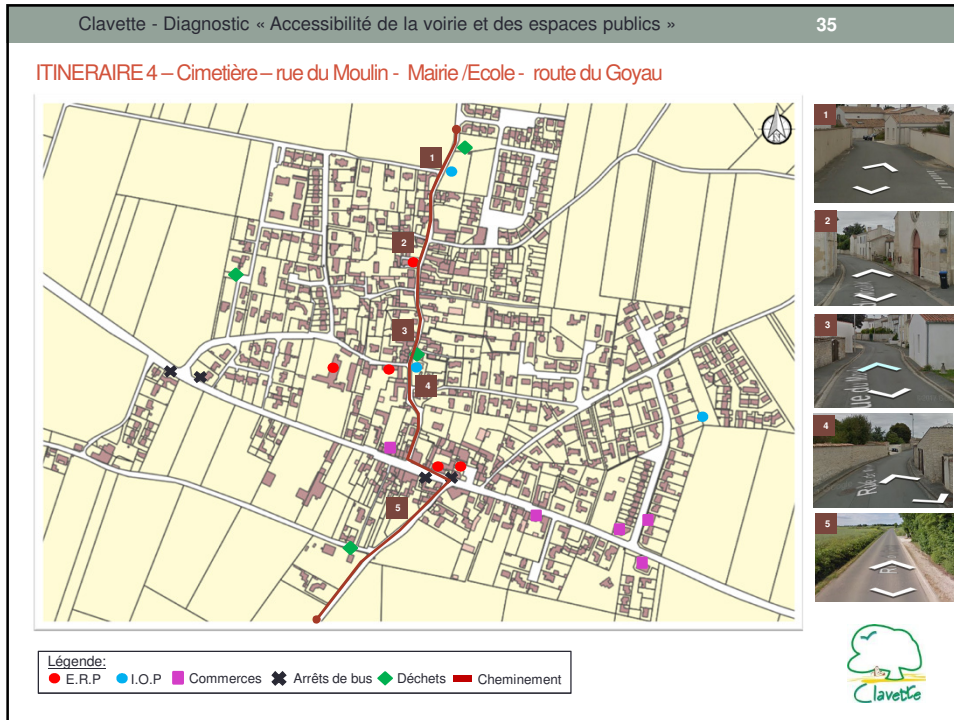 Clavette - Diagnostic « Accessibilité de la voirie et des espaces publics » 35
ITINERAIRE 4 – Cimetière – rue du Moulin - Mairie /Ecole - route du Goyau
1
2
3
4
5
1
2
3
4
Rue
5
Légende:
E.R.P I.O.P Commerces Arrêts de bus Déchets Cheminement
Clavette